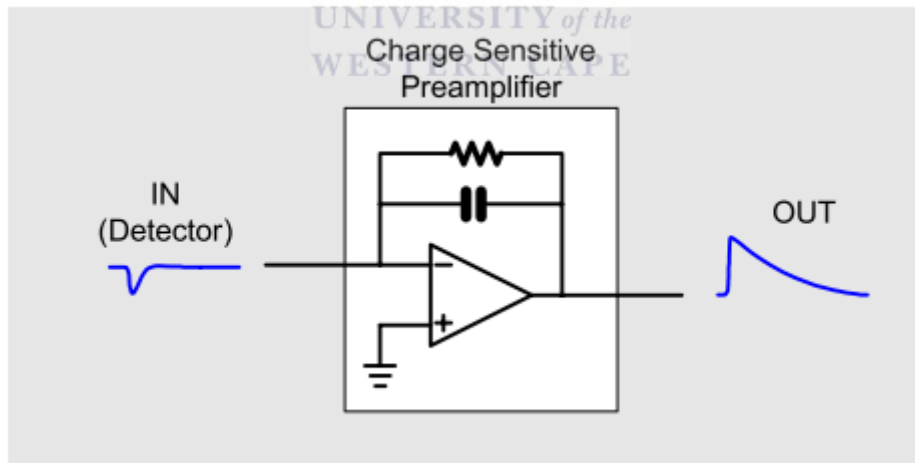 UNIVERSITY of the
WESTERN CAPE
Charge Sensitive
Preamplifier
IN
(Detector)
OUT
−
+